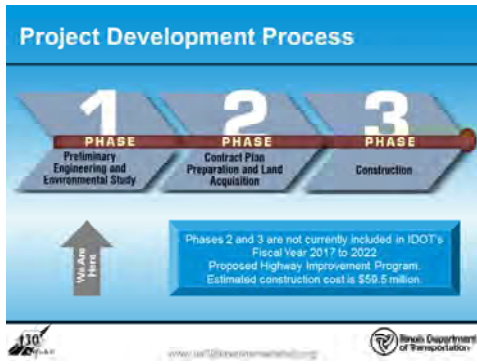 Project Development Process
1
PHASE
Preliminary
Engineering and
Environmental Study
2
PHASE
Contract Plan
Preparation and Land
Acquisition
3
PHASE
Construction
We Are
Here
Phases 2 and 3 are not currently included in IDOT's
Fiscal Year 2017 to 2022
Proposed Highway Improvement Program.
Estimated construction cost is $59.5 million.
Illinois Department
of Transportation